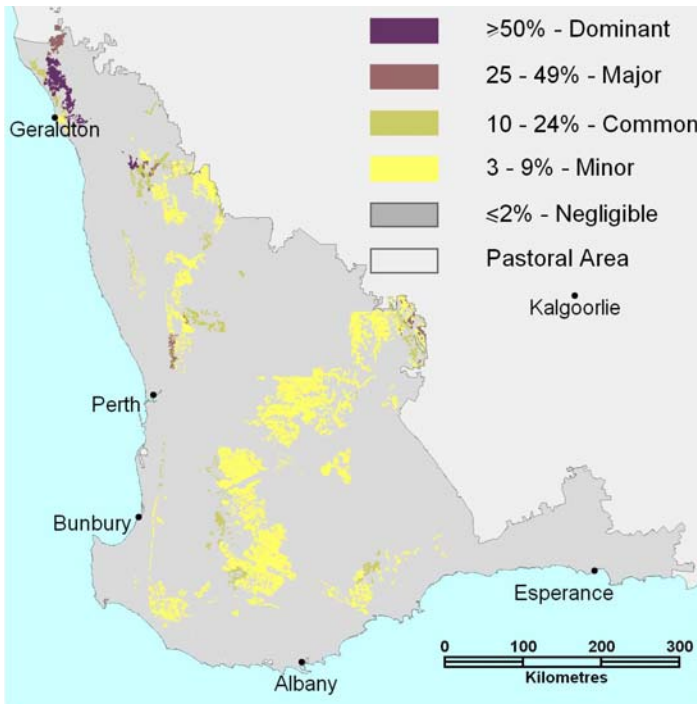 ⩾50% - Dominant
25 - 49% - Major
10 - 24% - Common
3 - 9% - Minor
⩽2% - Negligible
Pastoral Area
Geraldton
Kalgoorlie
Perth
Bunbury
Esperance
Albany
0 100 200 300
Kilometres